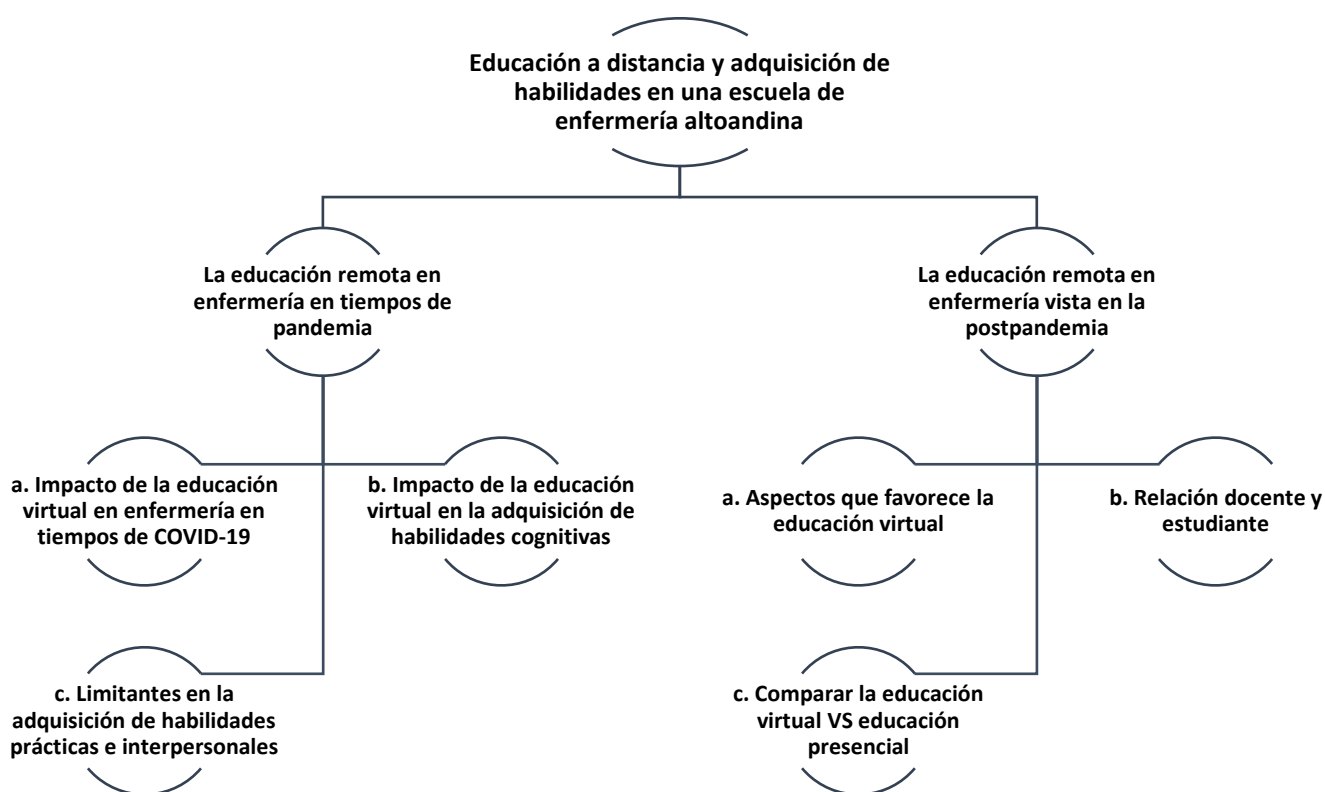 Educación a distancia y adquisición de
habilidades en una escuela de
enfermería altoandina
La educación remota en
enfermería en tiempos de
pandemia
La educación remota en
enfermería vista en la
postpandemia
a. Impacto de la educación
virtual en enfermería en
tiempos de COVID-19
b. Impacto de la educación
virtual en la adquisición de
habilidades cognitivas
a. Aspectos que favorece la
educación virtual
b. Relación docente y
estudiante
c. Limitantes en la
adquisición de habilidades
prácticas e interpersonales
c. Comparar la educación
virtual VS educación
presencial